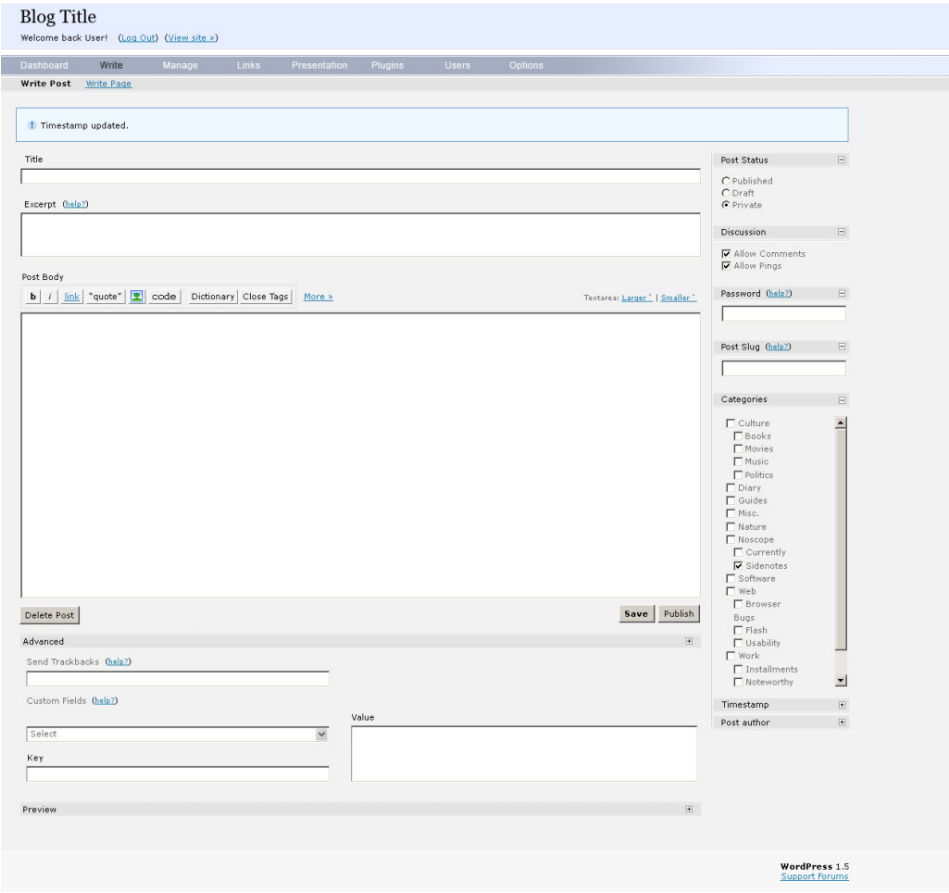 Blog Title
Welcome back User! (Log Out) (View site »)
Dashboard Write Manage Links Presentation Plugins Users Options
Write Post Write Page
Timestamp updated.
Title
Excerpt (help?)
Post Body
b i link "quote" code Dictionary Close Tags More »
Textarea: Larger ˆ | Smaller ˇ
Delete Post
Save Publish
Advanced
Send Trackbacks (help?)
Custom Fields (help?)
Select
Key
Value
Preview
Post Status
Published
Draft
Private
Discussion
Allow Comments
Allow Pings
Password (help?)
Post Slug (help?)
Categories
Culture
Books
Movies
Music
Politics
Diary
Guides
Misc.
Nature
Noscope
Currently
Sidenotes
Software
Web
Browser
Bugs
Flash
Usability
Work
Installments
Noteworthy
Timestamp
Post author
WordPress 1.5
Support Forums